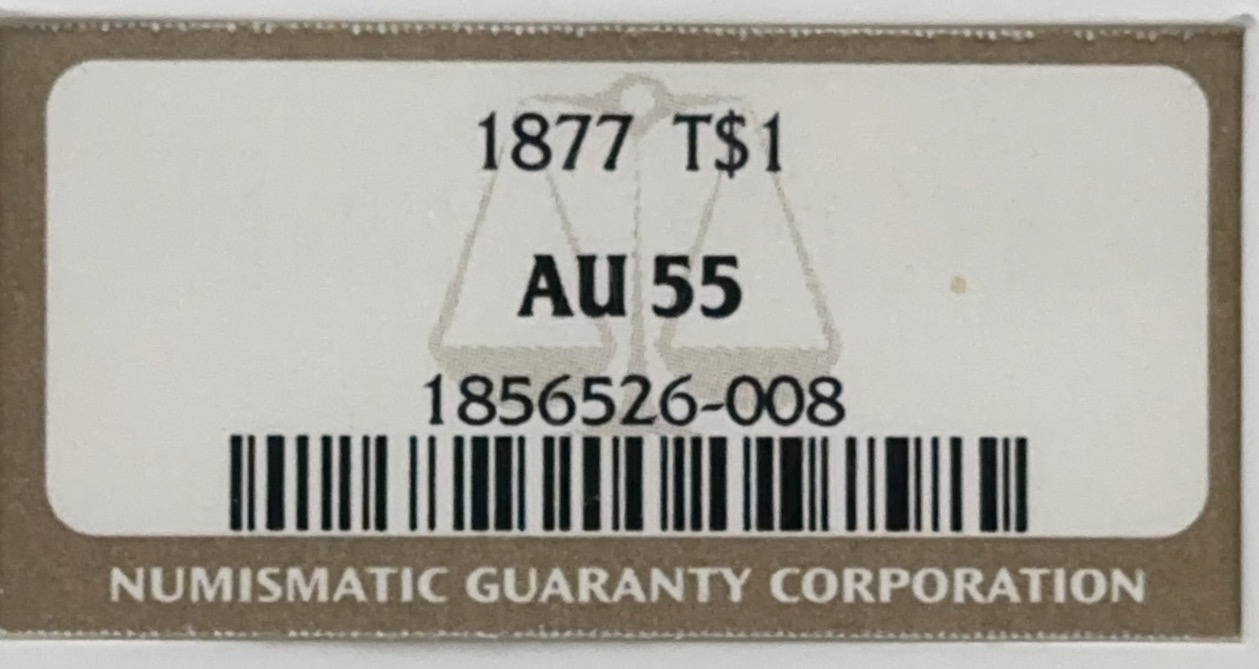 1877 T$1
AU 55
1856526-008
NUMISMATIC GUARANTY CORPORATION